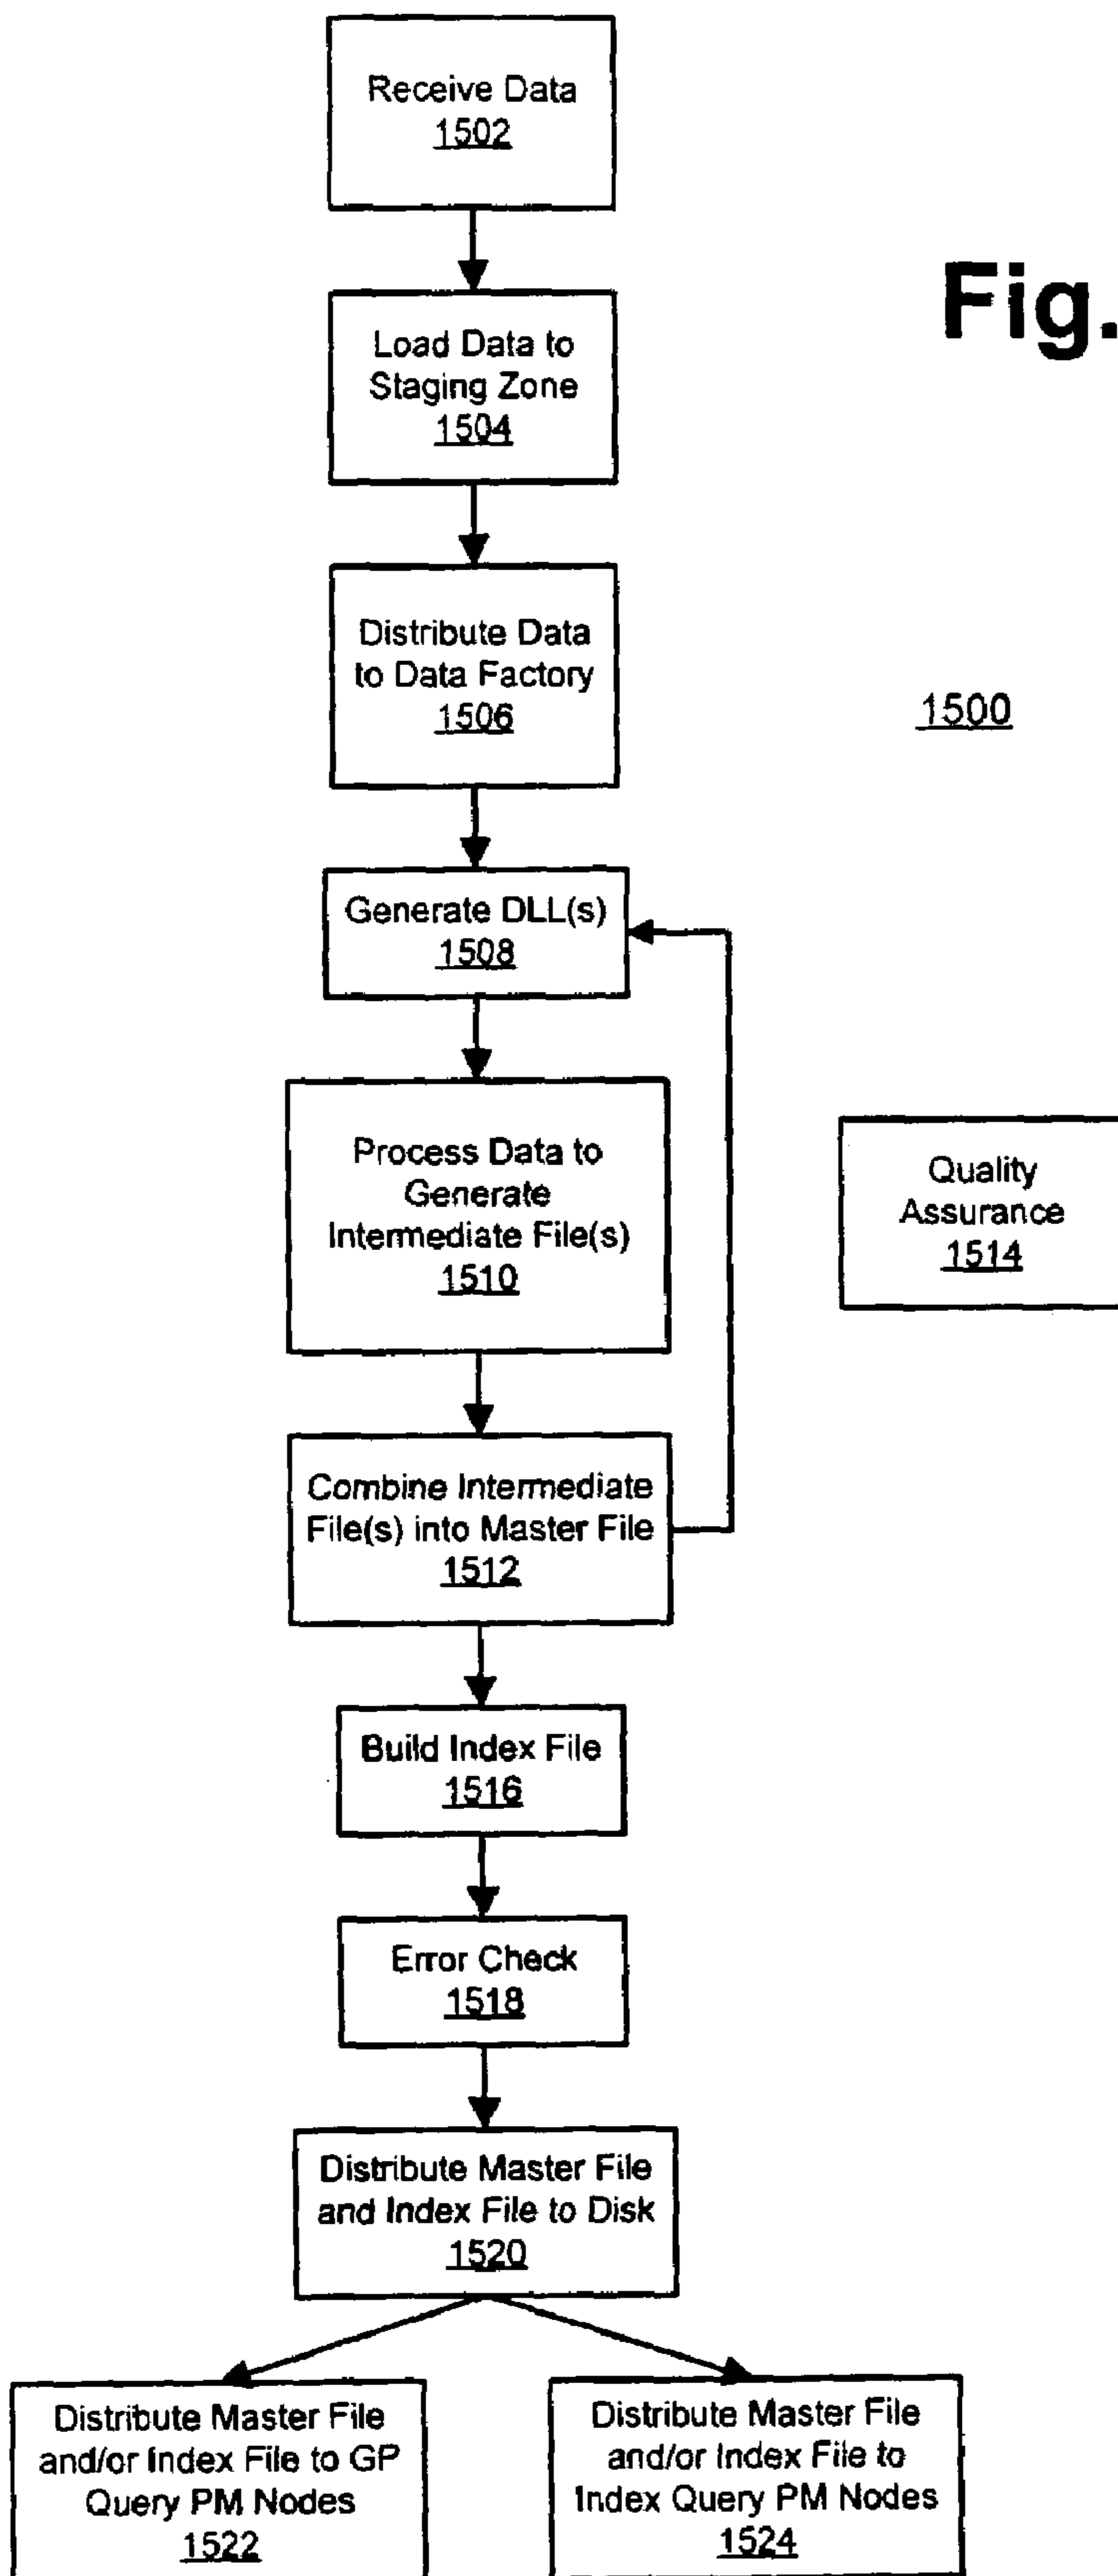 Receive Data
1502
Fig.
Load Data to
Staging Zone
1504
Distribute Data
to Data Factory
1506
1500
Generate DLL(s)
1508
Process Data to
Generate
Intermediate File(s)
1510
Quality
Assurance
1514
Combine Intermediate
File(s) into Master File
1512
Build Index File
1516
Error Check
1518
Distribute Master File
and Index File to Disk
1520
Distribute Master File
and/or Index File to GP
Query PM Nodes
1522
Distribute Master File
and/or Index File to
Index Query PM Nodes
1524